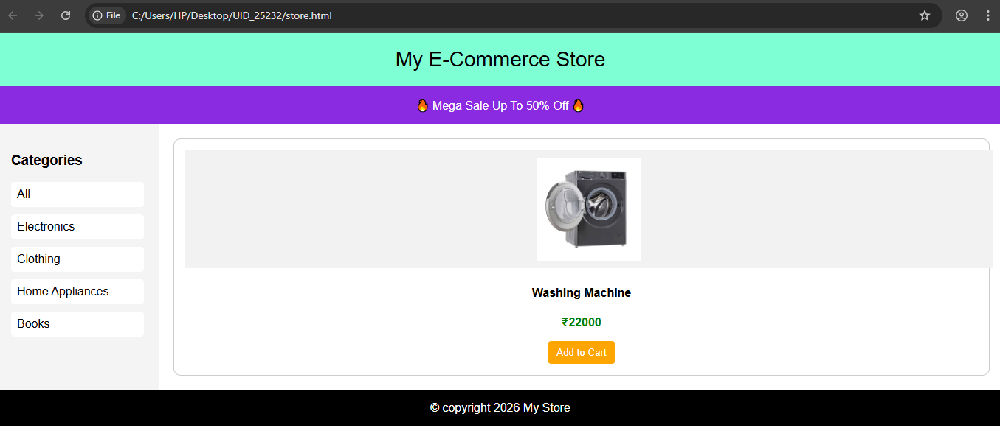 File C:/Users/HP/Desktop/UID_25232/store.html
My E-Commerce Store
🔥 Mega Sale Up To 50% Off 🔥
Categories
All
Electronics
Clothing
Home Appliances
Books
Washing Machine
₹22000
Add to Cart
© copyright 2026 My Store